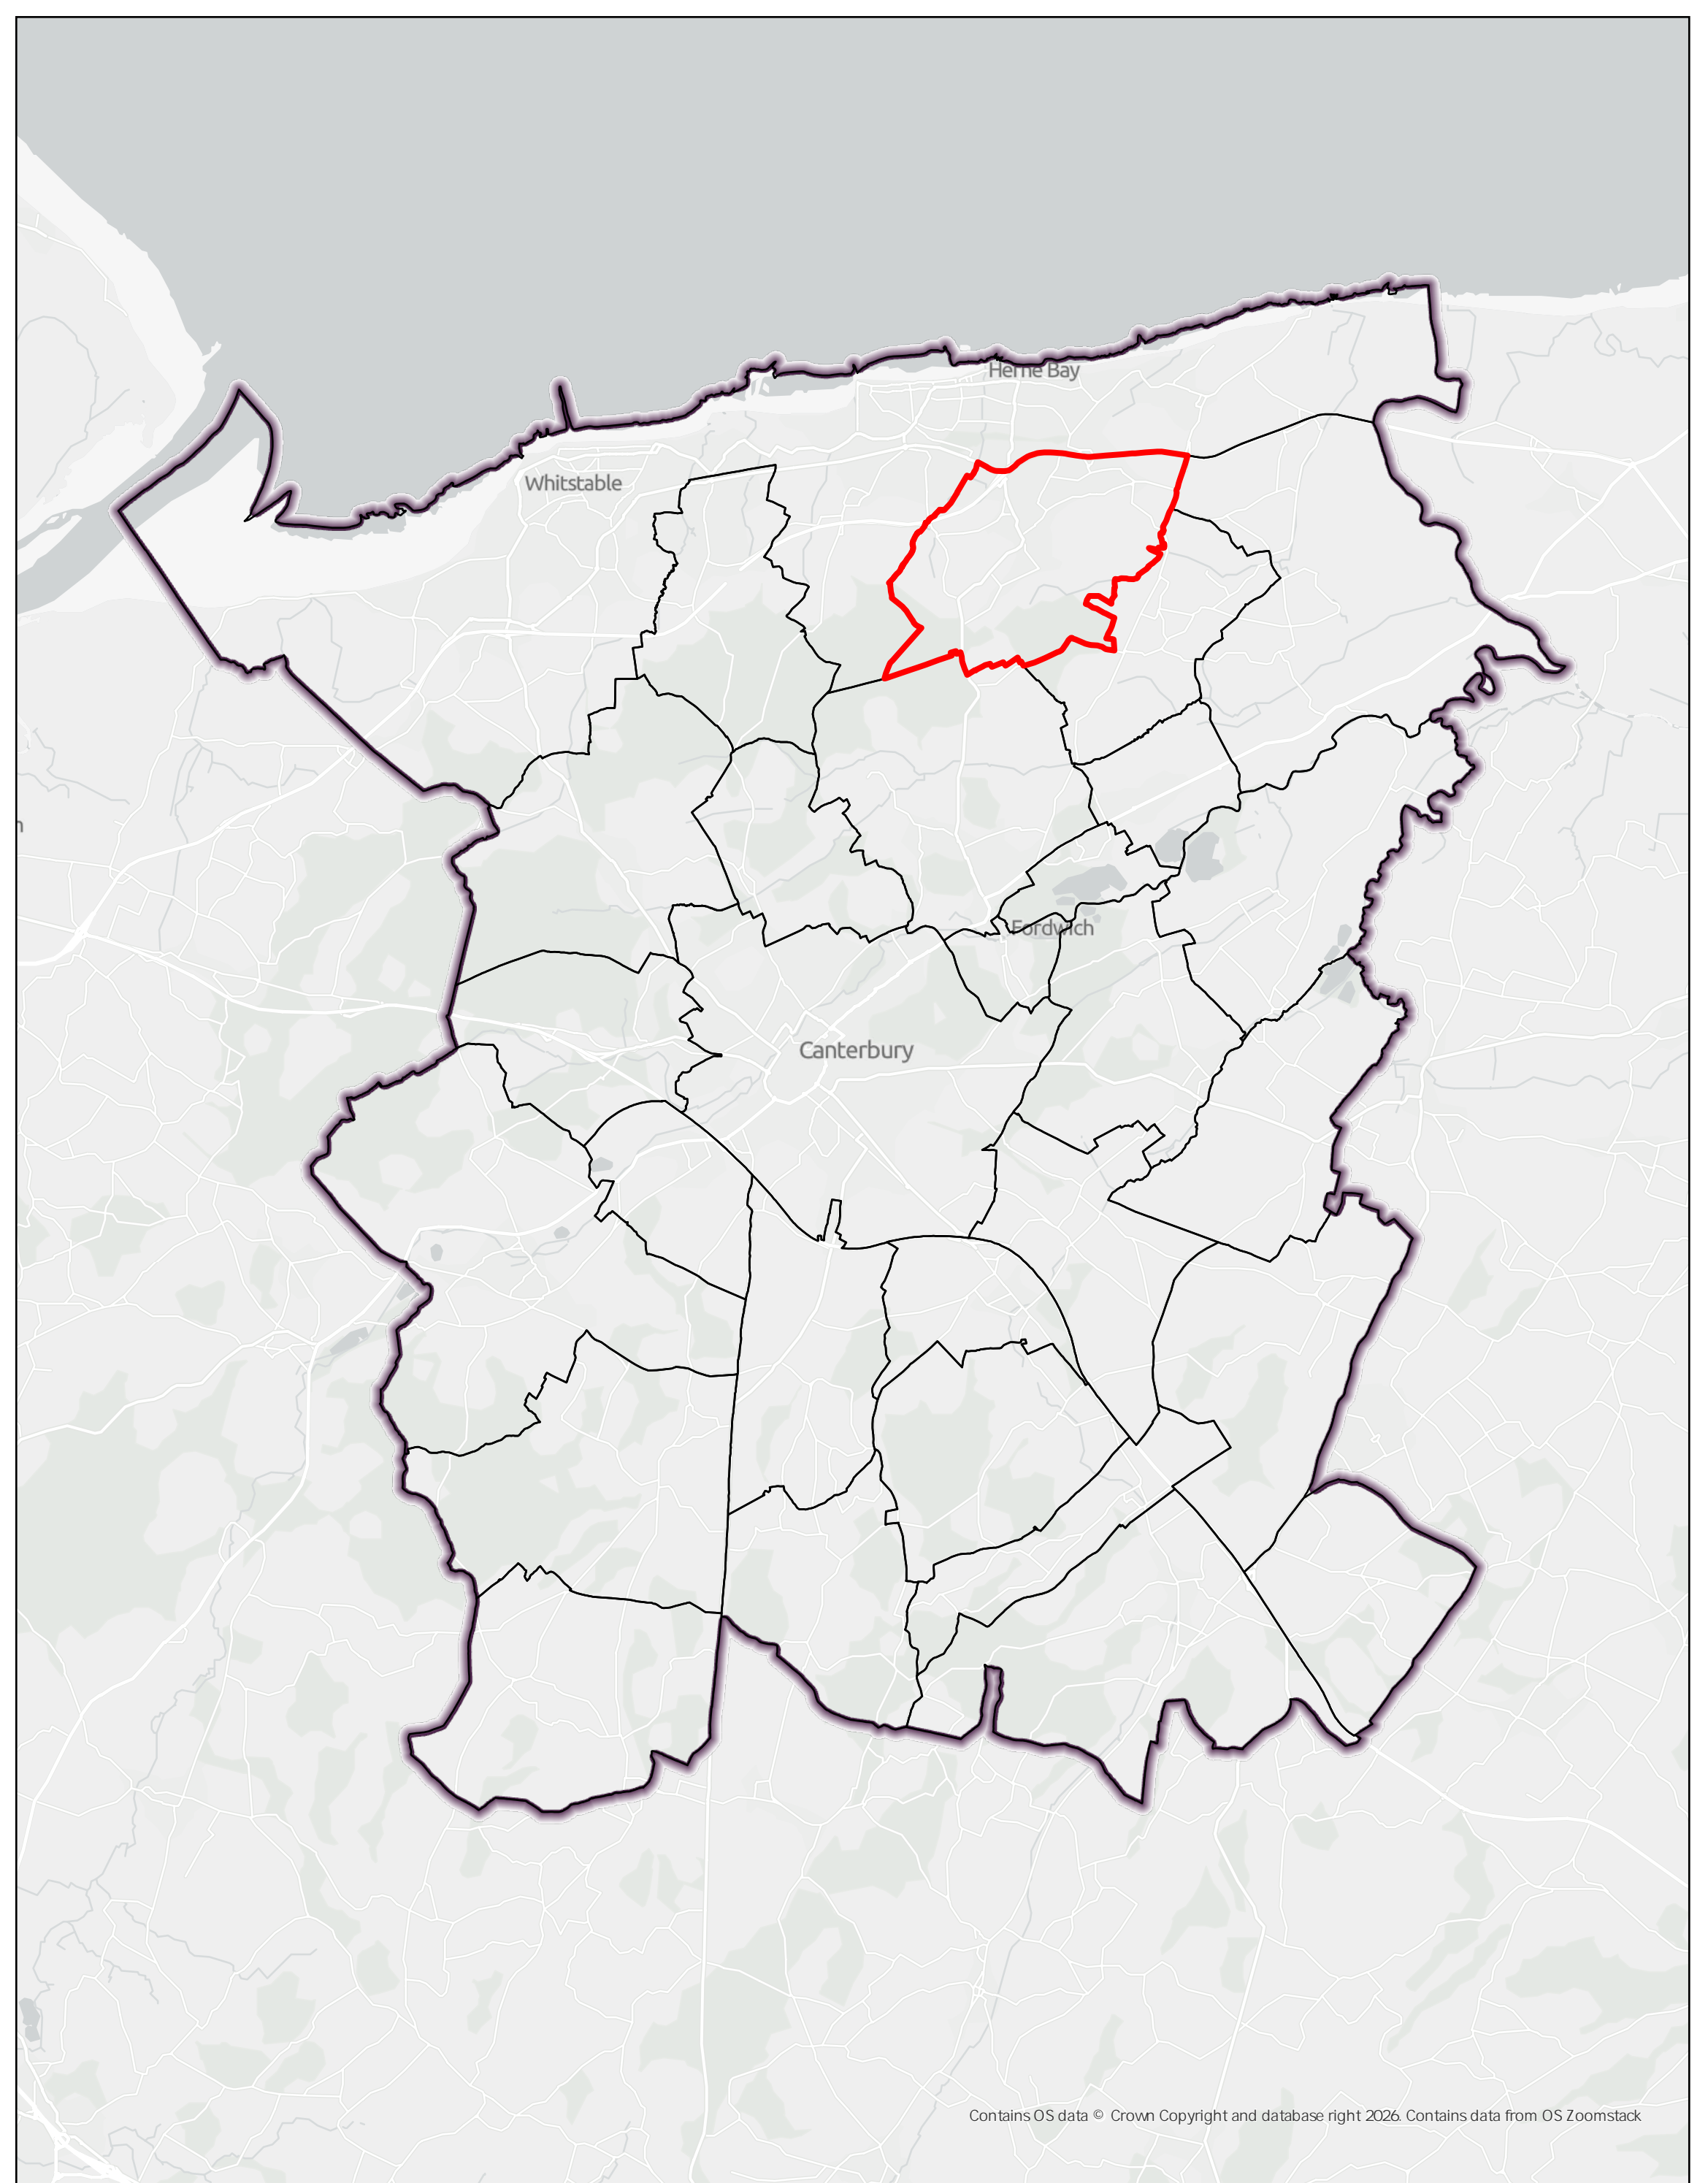 Herne Bay
Whitstable
Fordwich
Canterbury
Contains OS data © Crown Copyright and database right 2026. Contains data from OS Zoomstack